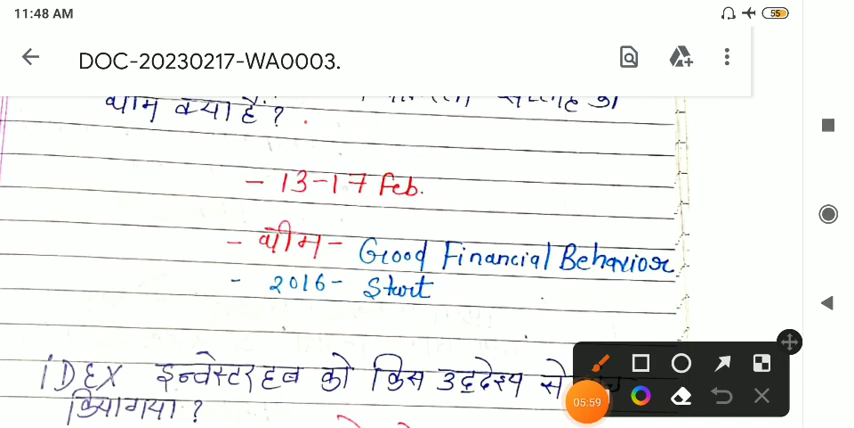 11:48 AM
55
DOC-20230217-WA0003.
थीम क्या है ?
- 13-17 Feb.
- थीम - Good Financial Behavior
- 2016 - Start
iDEX इन्वेस्टर हब को किस उद्देश्य से
किया गया ?
05:59